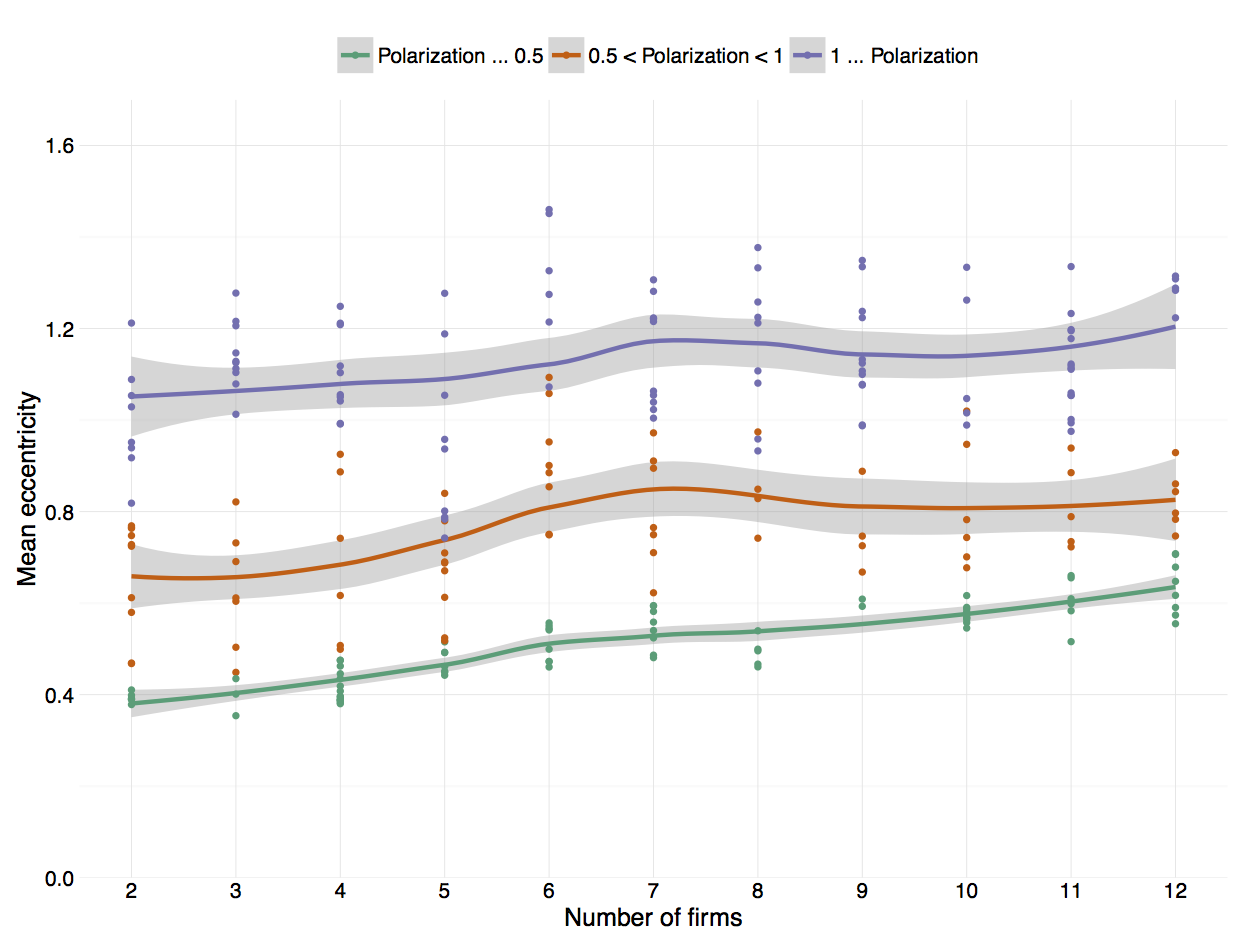 Polarization ... 0.5 0.5 < Polarization < 1 1 ... Polarization
1.6
1.2
0.8
0.4
0.0
Mean eccentricity
2 3 4 5 6 7 8 9 10 11 12
Number of firms